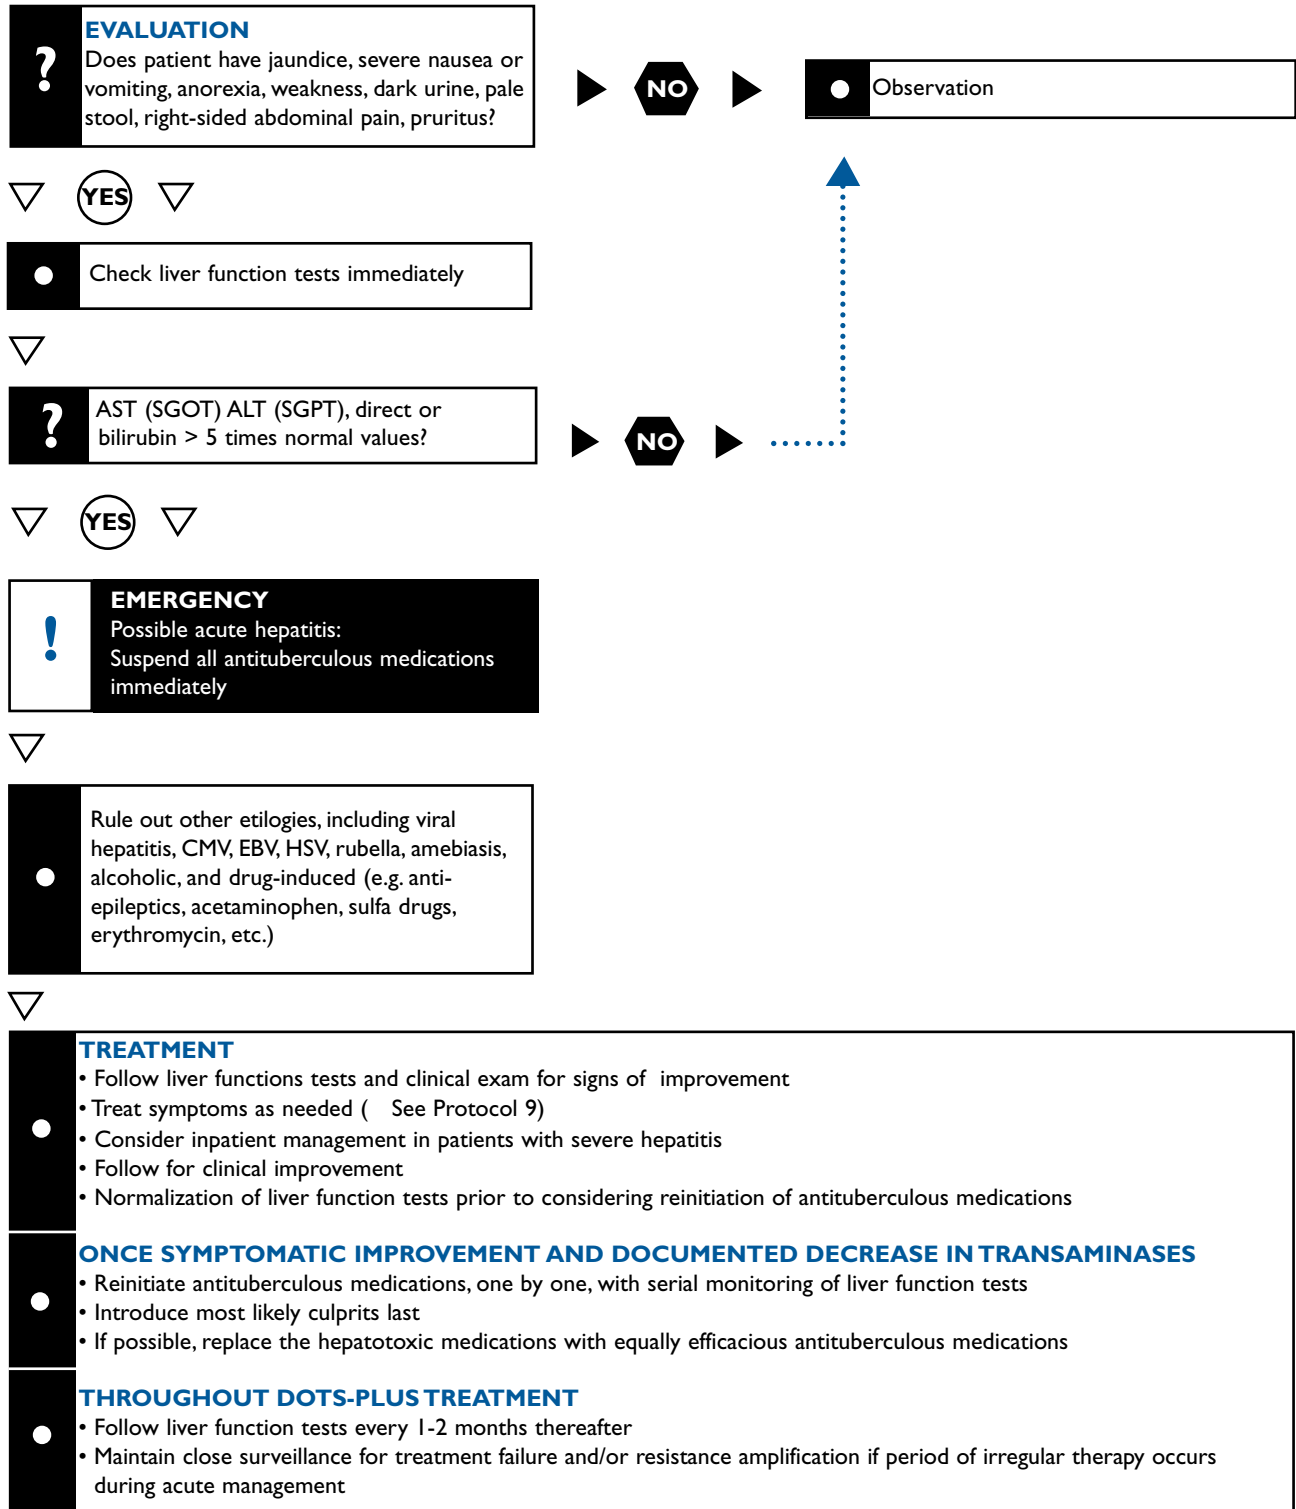 ?
EVALUATION
Does patient have jaundice, severe nausea or
vomiting, anorexia, weakness, dark urine, pale
stool, right-sided abdominal pain, pruritus?
NO
Observation
YES
Check liver function tests immediately
?
AST (SGOT) ALT (SGPT), direct or
bilirubin > 5 times normal values?
NO
YES
!
EMERGENCY
Possible acute hepatitis:
Suspend all antituberculous medications
immediately
Rule out other etilogies, including viral
hepatitis, CMV, EBV, HSV, rubella, amebiasis,
alcoholic, and drug-induced (e.g. anti-
epileptics, acetaminophen, sulfa drugs,
erythromycin, etc.)
TREATMENT
• Follow liver functions tests and clinical exam for signs of improvement
• Treat symptoms as needed ( See Protocol 9)
• Consider inpatient management in patients with severe hepatitis
• Follow for clinical improvement
• Normalization of liver function tests prior to considering reinitiation of antituberculous medications
ONCE SYMPTOMATIC IMPROVEMENT AND DOCUMENTED DECREASE IN TRANSAMINASES
• Reinitiate antituberculous medications, one by one, with serial monitoring of liver function tests
• Introduce most likely culprits last
• If possible, replace the hepatotoxic medications with equally efficacious antituberculous medications
THROUGHOUT DOTS-PLUS TREATMENT
• Follow liver function tests every 1-2 months thereafter
• Maintain close surveillance for treatment failure and/or resistance amplification if period of irregular therapy occurs
during acute management